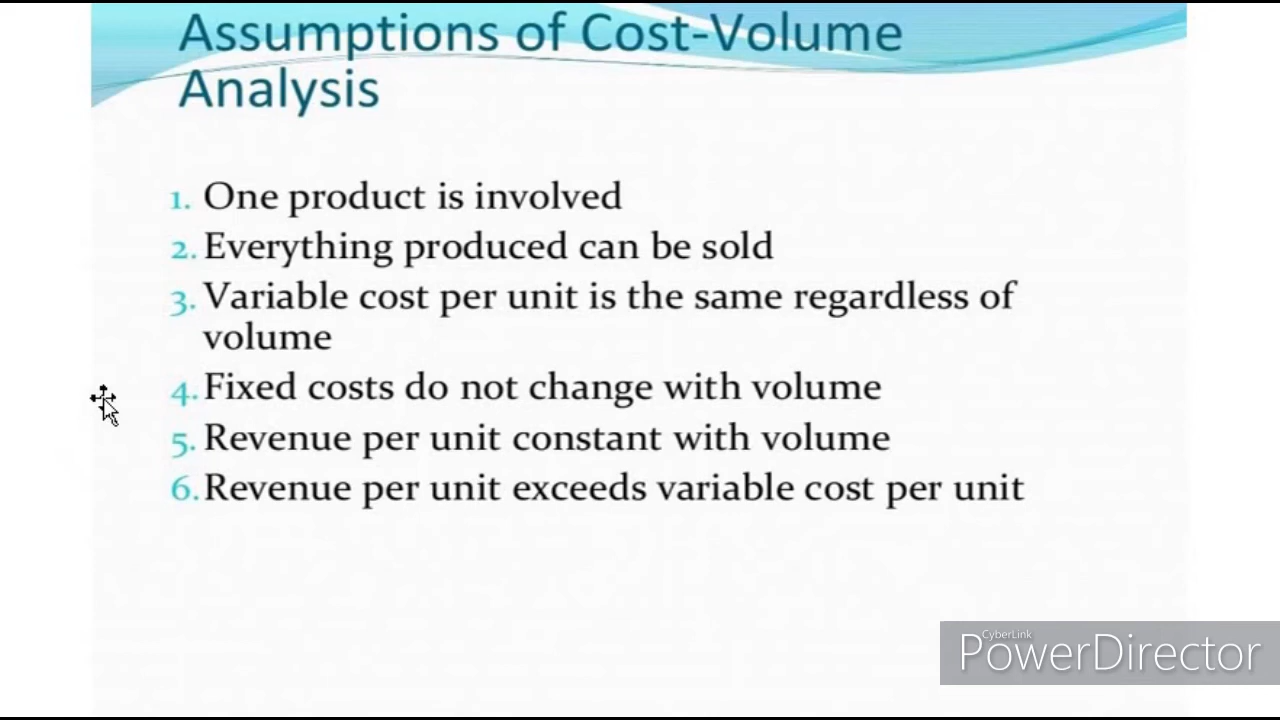 Assumptions of Cost-Volume
Analysis
1. One product is involved
2. Everything produced can be sold
3. Variable cost per unit is the same regardless of
volume
4. Fixed costs do not change with volume
5. Revenue per unit constant with volume
6. Revenue per unit exceeds variable cost per unit
CyberLink
PowerDirector